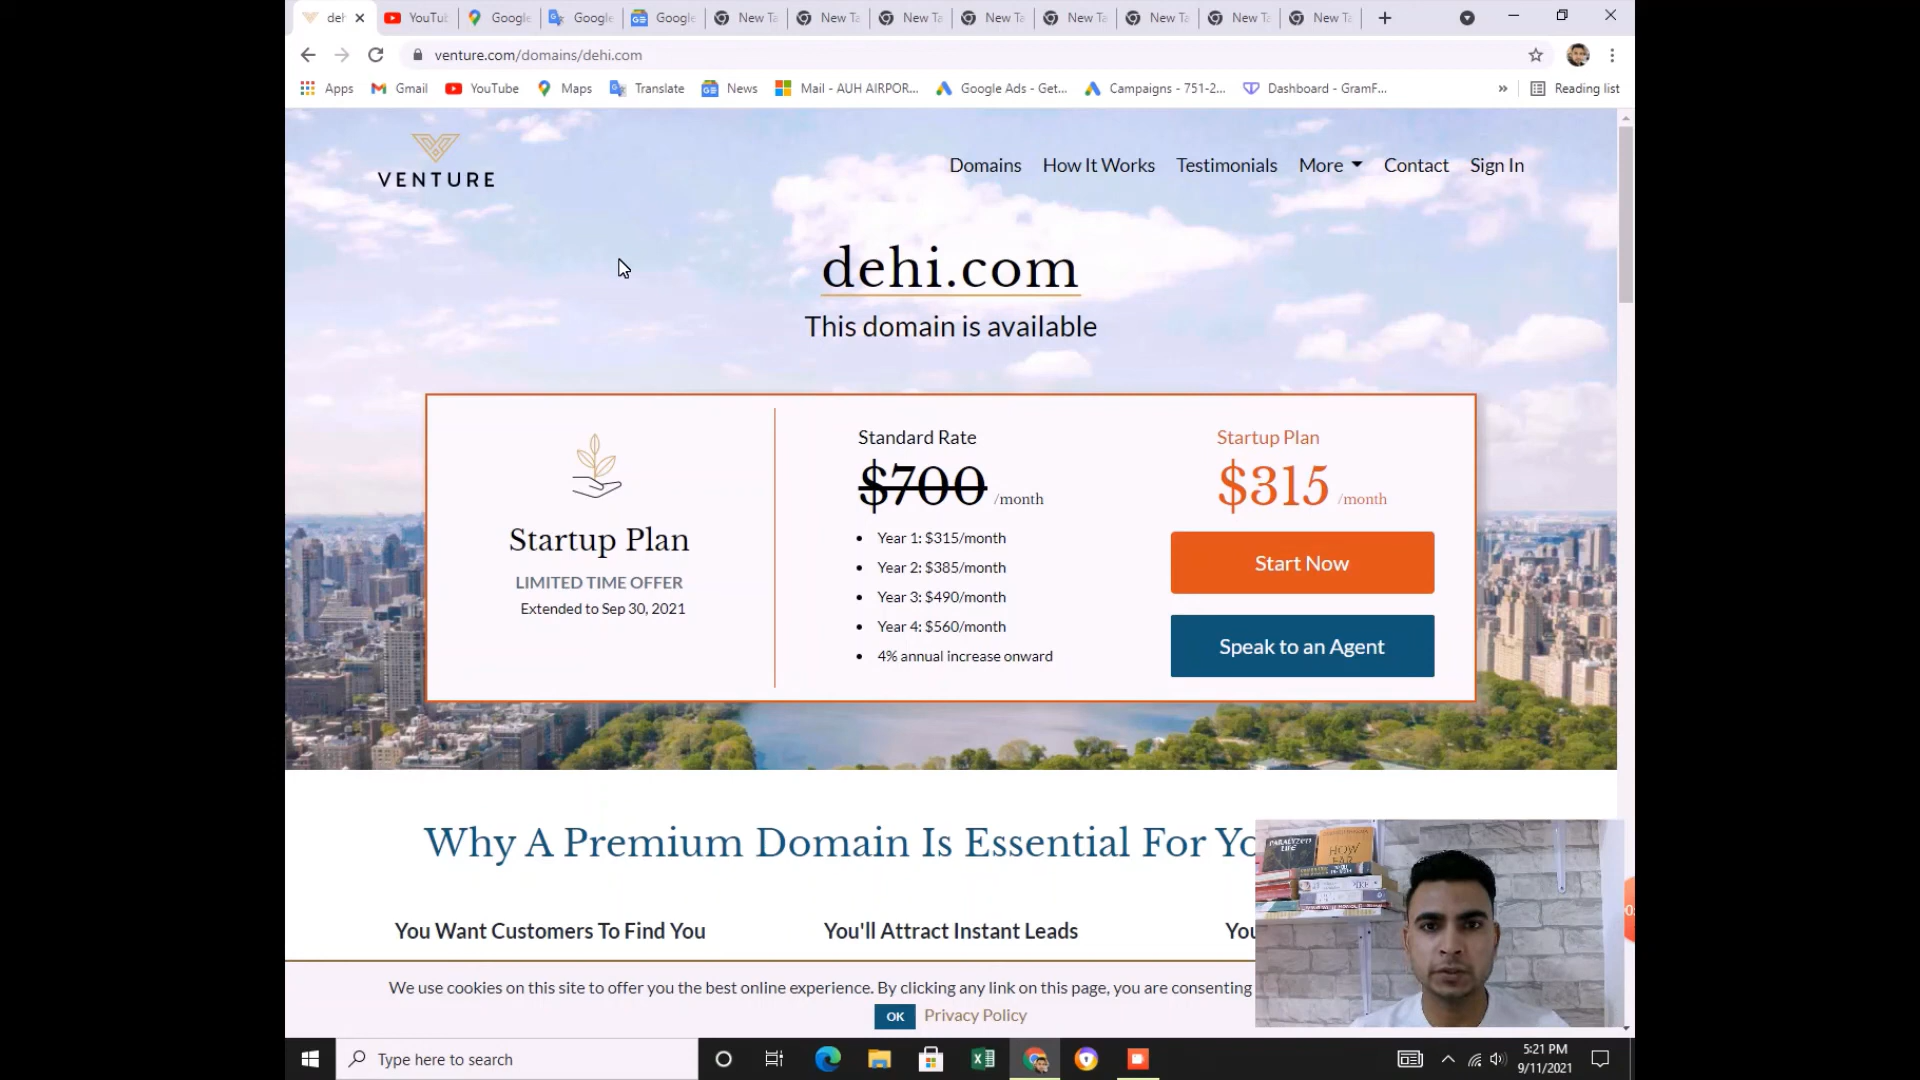 deh
YouTu
Google
Google
Google
New Ta
New Ta
New Ta
New Ta
New Ta
New Ta
New Ta
New Ta
venture.com/domains/dehi.com
Apps
Gmail
YouTube
Maps
Translate
News
Mail - AUH AIRPOR...
Google Ads - Get...
Campaigns - 751-2...
Dashboard - GramF...
»
Reading list
VENTURE
Domains
How It Works
Testimonials
More
Contact
Sign In
dehi.com
This domain is available
Startup Plan
LIMITED TIME OFFER
Extended to Sep 30, 2021
Standard Rate
$700 /month
• Year 1: $315/month
• Year 2: $385/month
• Year 3: $490/month
• Year 4: $560/month
• 4% annual increase onward
Startup Plan
$315 /month
Start Now
Speak to an Agent
Why A Premium Domain Is Essential For Yo
You Want Customers To Find You
You'll Attract Instant Leads
You
We use cookies on this site to offer you the best online experience. By clicking any link on this page, you are consenting
OK
Privacy Policy
PARALYZED
LIFE
HOW
Type here to search
5:21 PM
9/11/2021